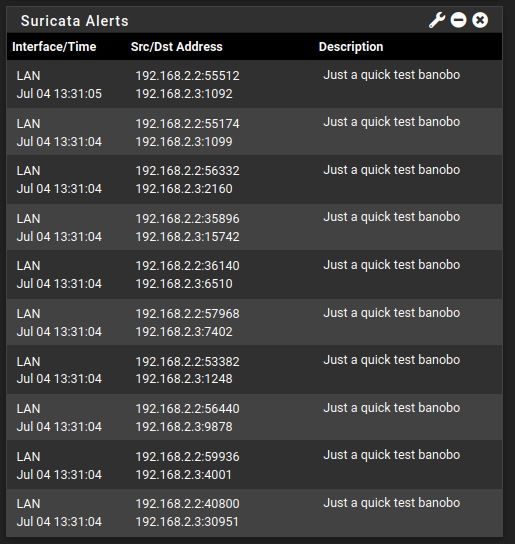 Suricata Alerts
Interface/Time Src/Dst Address Description
LAN 192.168.2.2:55512 Just a quick test banobo
Jul 04 13:31:05 192.168.2.3:1092
LAN 192.168.2.2:55174 Just a quick test banobo
Jul 04 13:31:04 192.168.2.3:1099
LAN 192.168.2.2:56332 Just a quick test banobo
Jul 04 13:31:04 192.168.2.3:2160
LAN 192.168.2.2:35896 Just a quick test banobo
Jul 04 13:31:04 192.168.2.3:15742
LAN 192.168.2.2:36140 Just a quick test banobo
Jul 04 13:31:04 192.168.2.3:6510
LAN 192.168.2.2:57968 Just a quick test banobo
Jul 04 13:31:04 192.168.2.3:7402
LAN 192.168.2.2:53382 Just a quick test banobo
Jul 04 13:31:04 192.168.2.3:1248
LAN 192.168.2.2:56440 Just a quick test banobo
Jul 04 13:31:04 192.168.2.3:9878
LAN 192.168.2.2:59936 Just a quick test banobo
Jul 04 13:31:04 192.168.2.3:4001
LAN 192.168.2.2:40800 Just a quick test banobo
Jul 04 13:31:04 192.168.2.3:30951